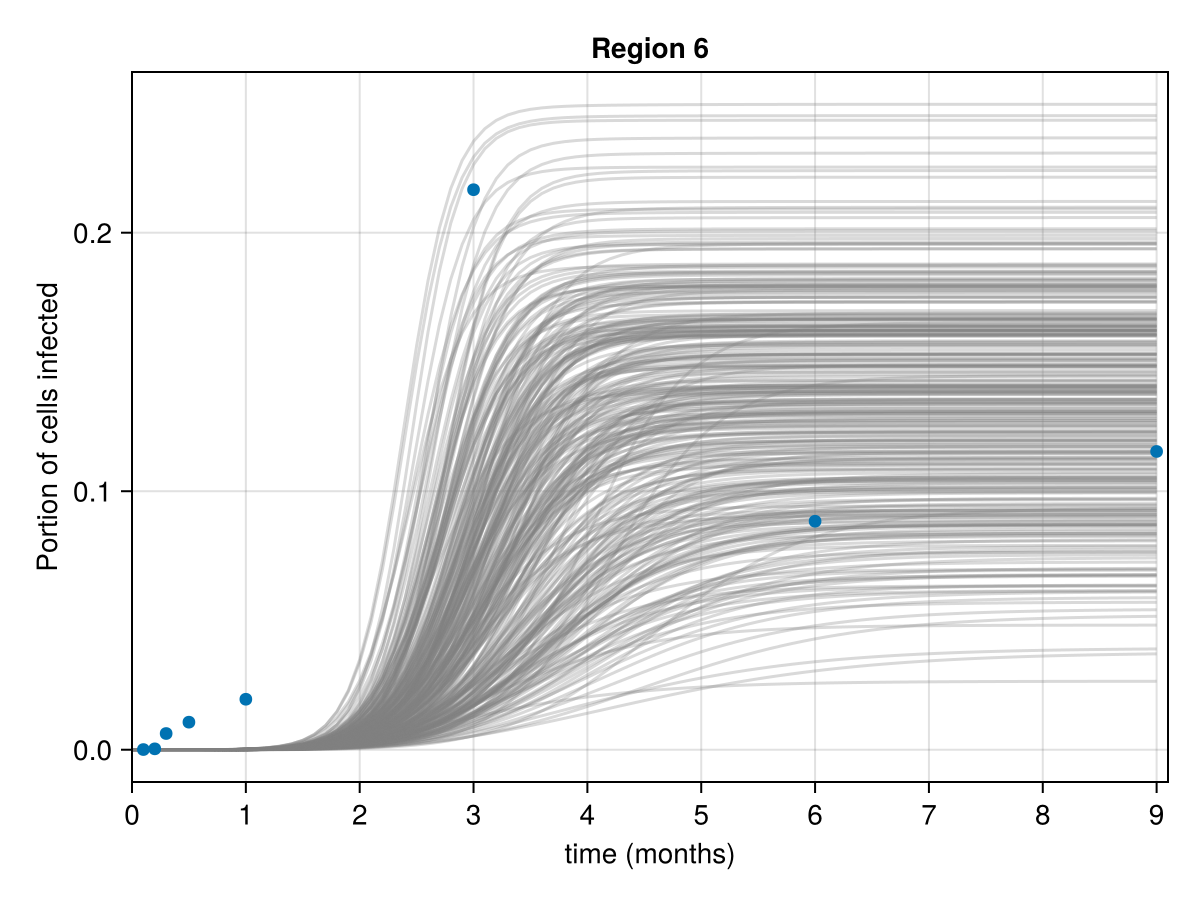 Region 6
Portion of cells infected
0.2
0.1
0.0
0 1 2 3 4 5 6 7 8 9
time (months)